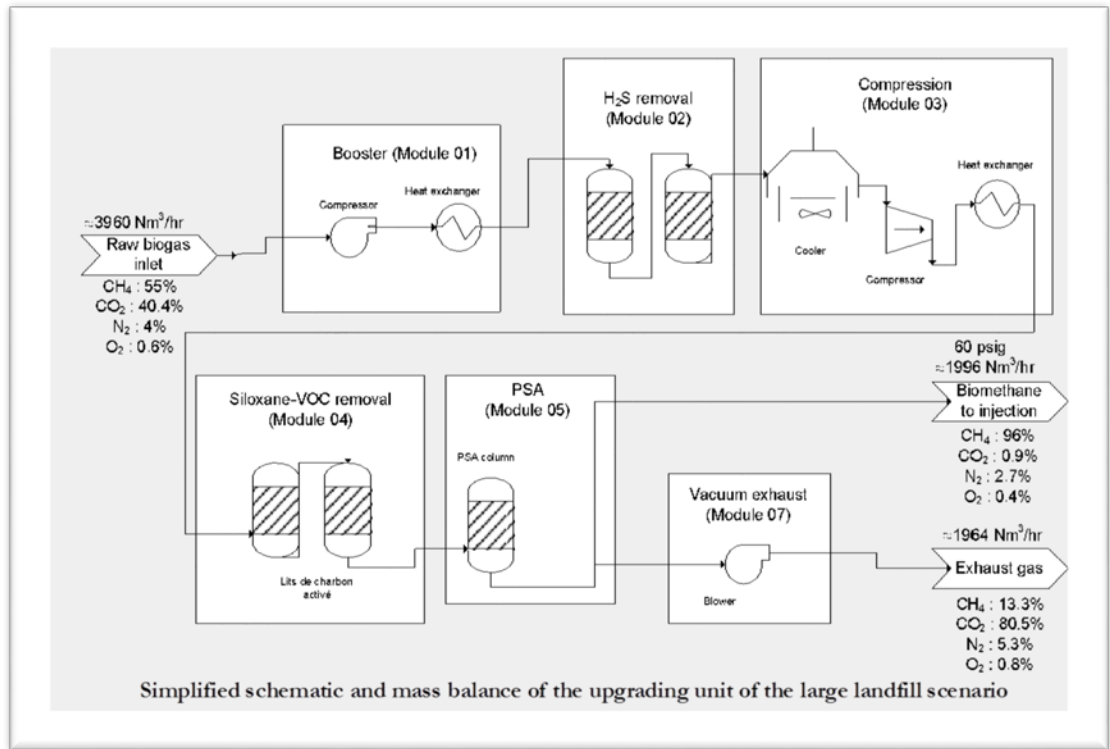 Booster (Module 01)
Compressor
Heat exchanger
H₂S removal
(Module 02)
Compression
(Module 03)
Heat exchanger
Cooler
Compressor
≈3960 Nm³/hr
Raw biogas
inlet
CH₄ : 55%
CO₂ : 40.4%
N₂ : 4%
O₂ : 0.6%
Siloxane-VOC removal
(Module 04)
Lits de charbon
activé
PSA
(Module 05)
PSA column
Vacuum exhaust
(Module 07)
Blower
60 psig
≈1996 Nm³/hr
Biomethane
to injection
CH₄ : 96%
CO₂ : 0.9%
N₂ : 2.7%
O₂ : 0.4%
≈1964 Nm³/hr
Exhaust gas
CH₄ : 13.3%
CO₂ : 80.5%
N₂ : 5.3%
O₂ : 0.8%
Simplified schematic and mass balance of the upgrading unit of the large landfill scenario